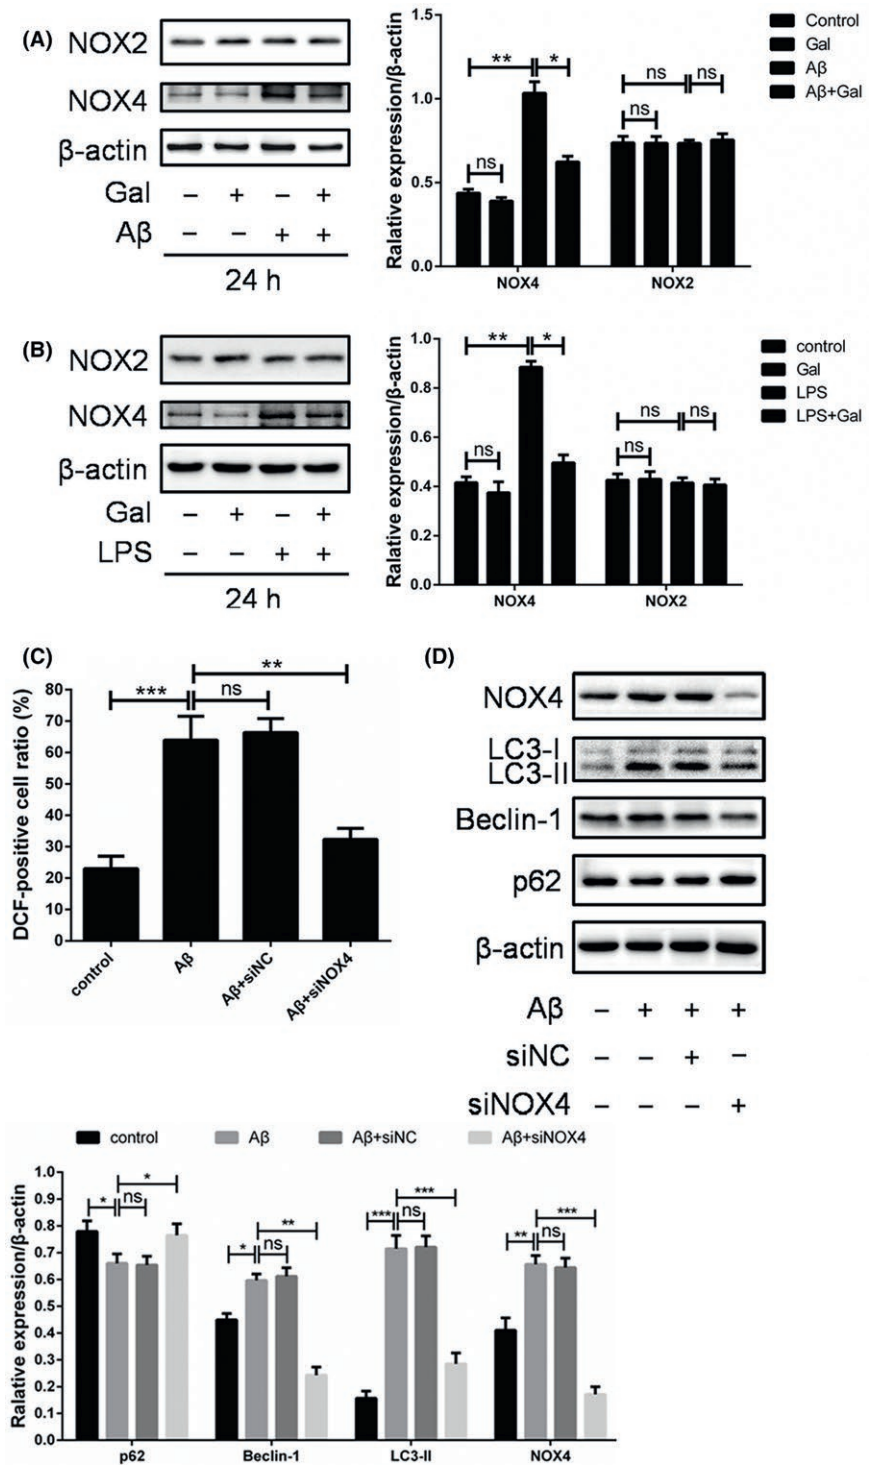 (A)
NOX2
NOX4
β-actin
Gal − + − +
Aβ − − + +
24 h
Ralative expression/β-actin
1.5
1.0
0.5
0.0
** *
ns
ns ns
ns
NOX4 NOX2
Control
Gal
Aβ
Aβ+Gal
(B)
NOX2
NOX4
β-actin
Gal − + − +
LPS − − + +
24 h
Ralative expression/β-actin
1.0
0.8
0.6
0.4
0.2
0.0
** *
ns
ns ns
ns
NOX4 NOX2
control
Gal
LPS
LPS+Gal
(C)
DCF-positive cell ratio (%)
80
70
60
50
40
30
20
10
0
**
*** ns
control Aβ Aβ+siNC Aβ+siNOX4
(D)
NOX4
LC3-I
LC3-II
Beclin-1
p62
β-actin
Aβ − + + +
siNC − − + −
siNOX4 − − − +
control Aβ Aβ+siNC Aβ+siNOX4
Ralative expression/β-actin
1.0
0.9
0.8
0.7
0.6
0.5
0.4
0.3
0.2
0.1
0.0
*
* ns
**
* ns
***
*** ns
***
** ns
p62 Beclin-1 LC3-II NOX4